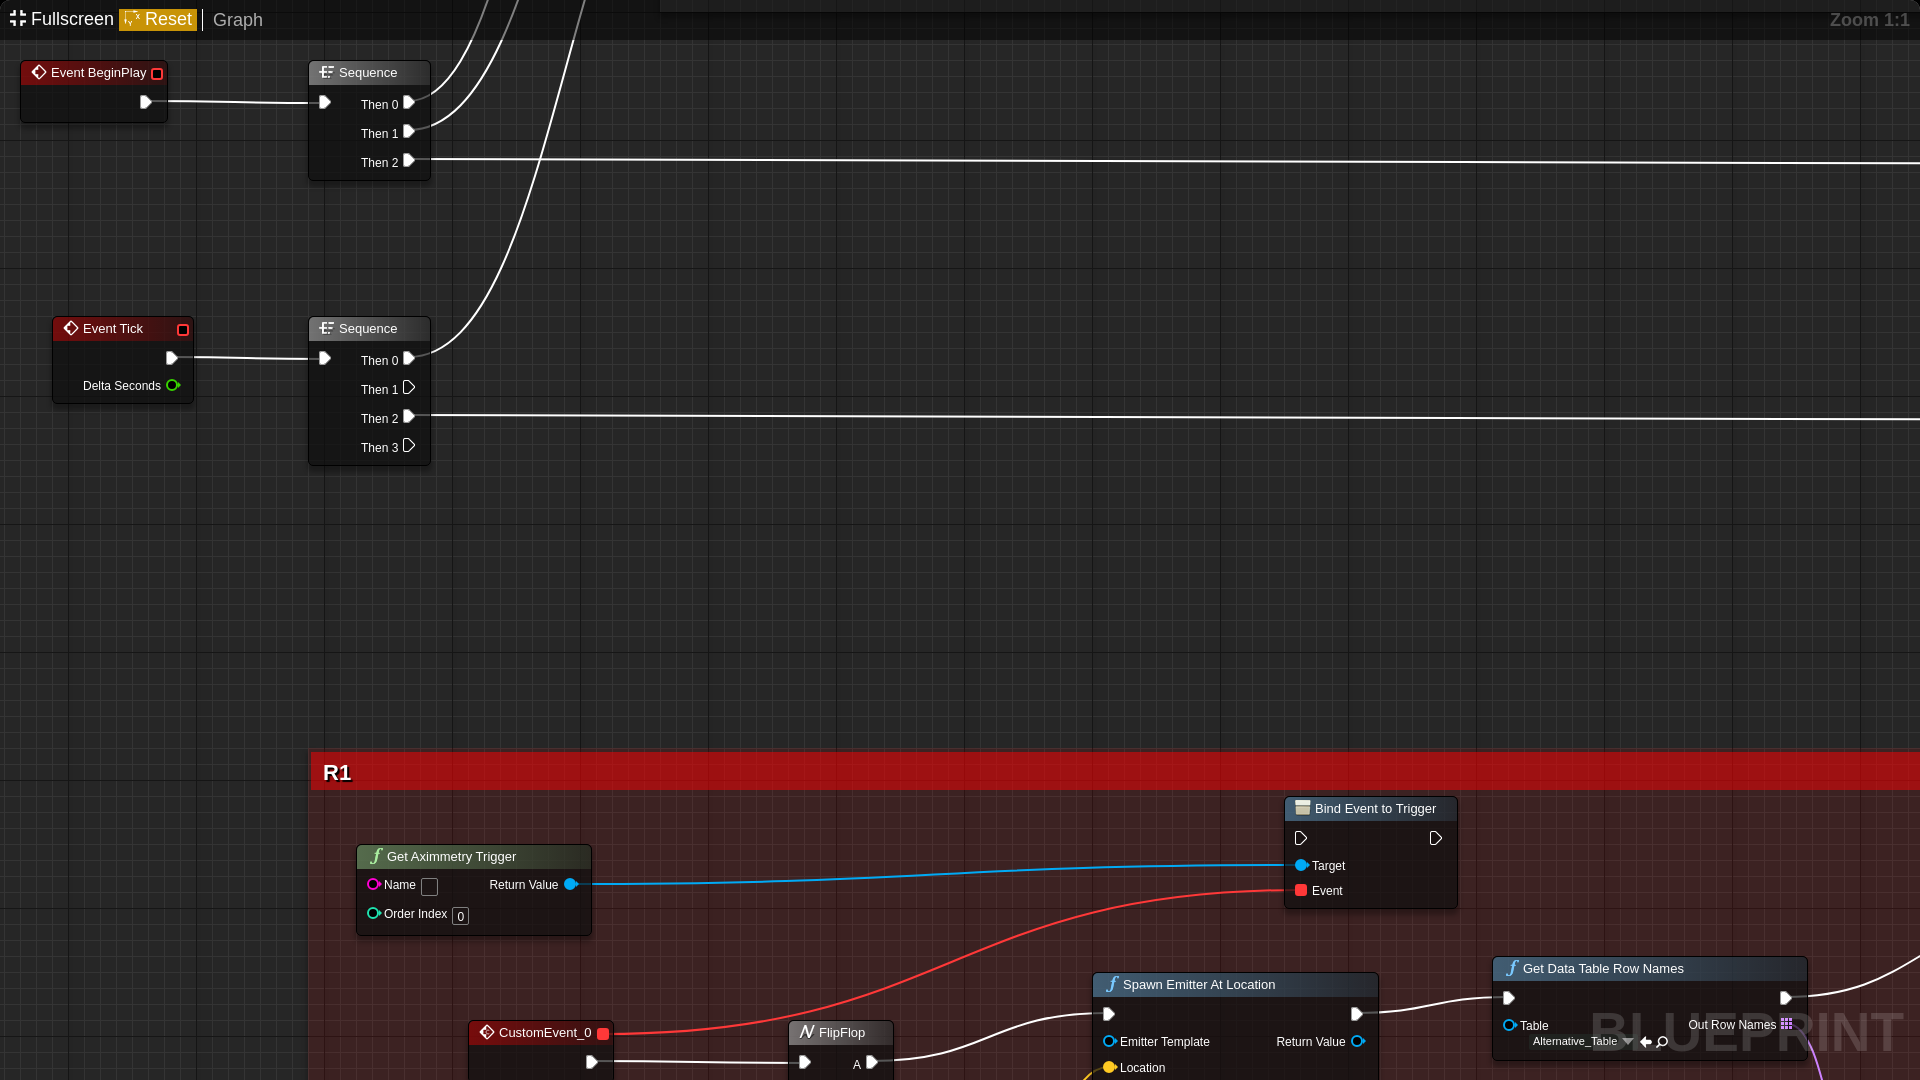 Fullscreen Reset Graph
Zoom 1:1
Event BeginPlay
Sequence
Then 0
Then 1
Then 2
Event Tick
Delta Seconds
Sequence
Then 0
Then 1
Then 2
Then 3
R1
Bind Event to Trigger
Target
Event
Get Aximmetry Trigger
Name
Return Value
Order Index 0
Spawn Emitter At Location
Emitter Template
Return Value
Location
Get Data Table Row Names
Table
Out Row Names
Alternative_Table
CustomEvent_0
FlipFlop
A
BLUEPRINT